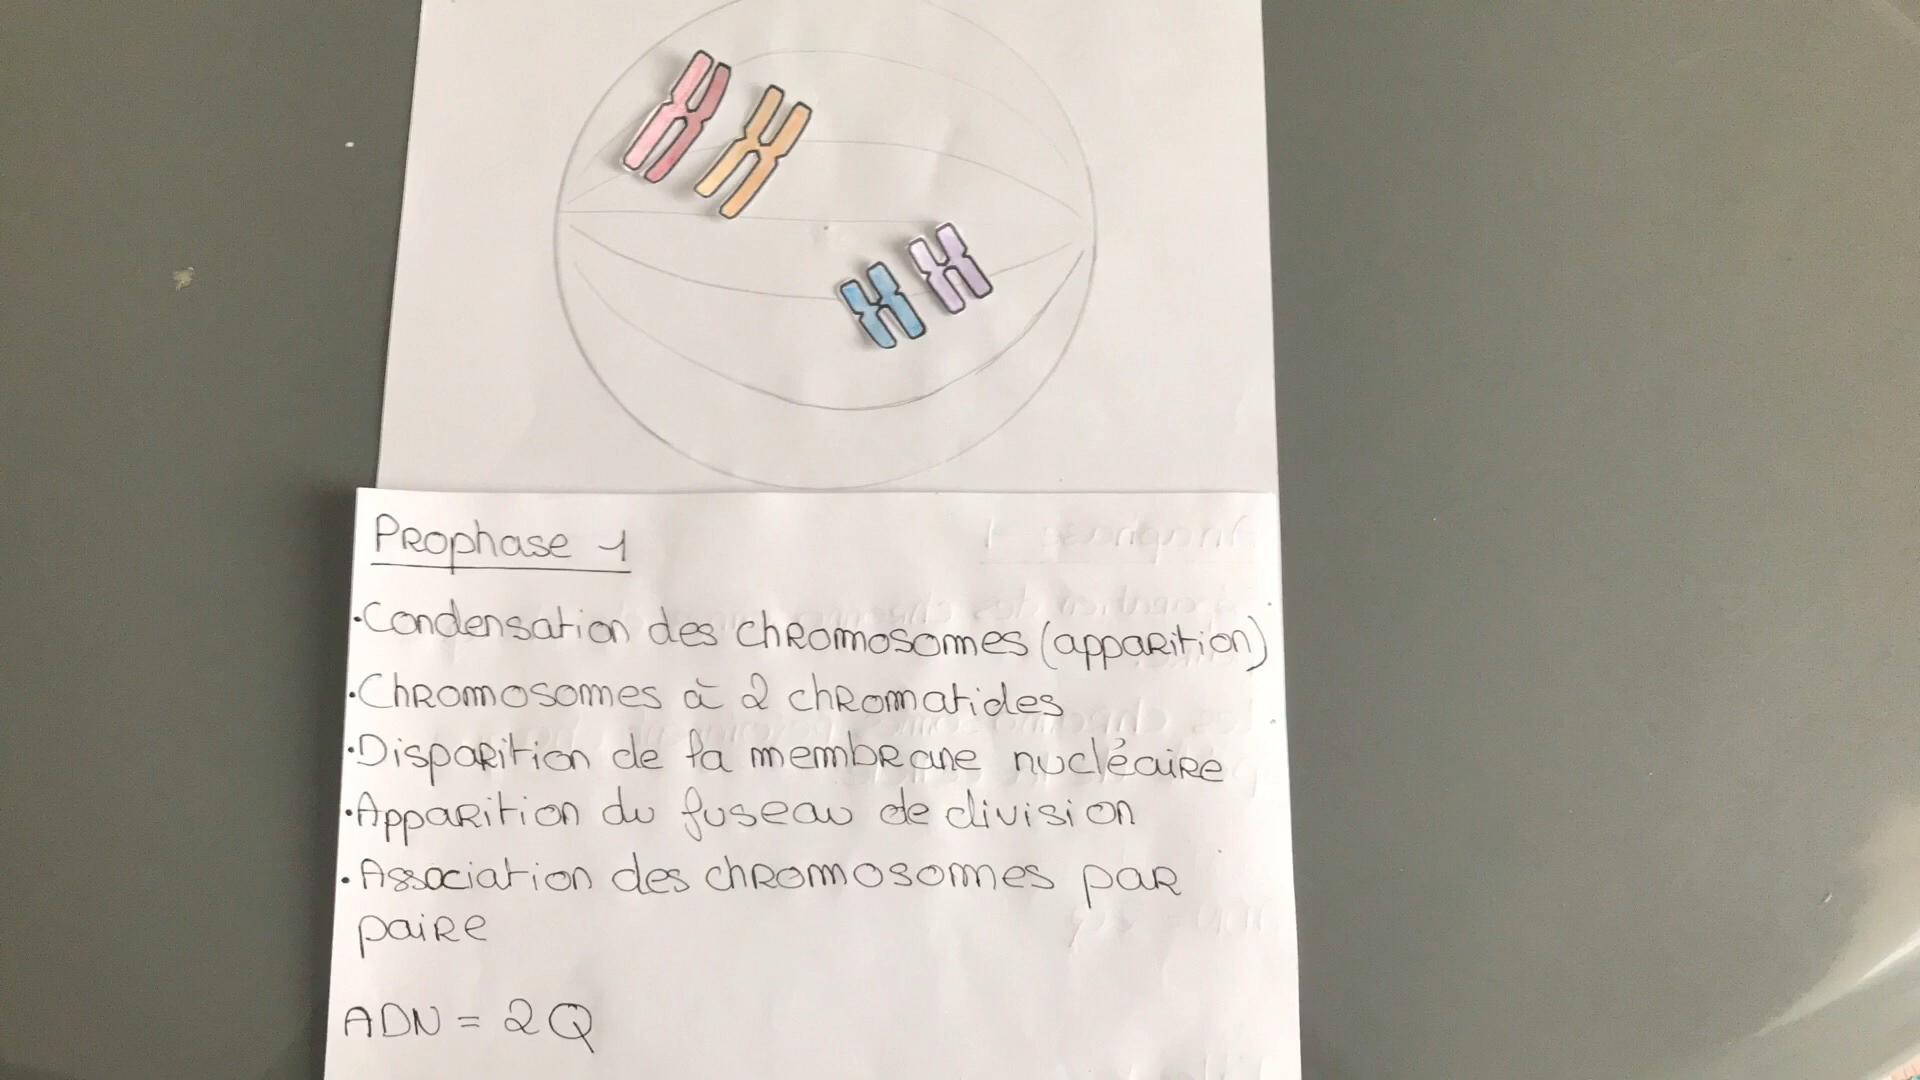 Prophase 1
·Condensation des chromosomes (apparition)
·Chromosomes à 2 chromatides
·Disparition de la membrane nucléaire
·Apparition du fuseau de division
·Association des chromosomes par
paire
ADN = 2Q